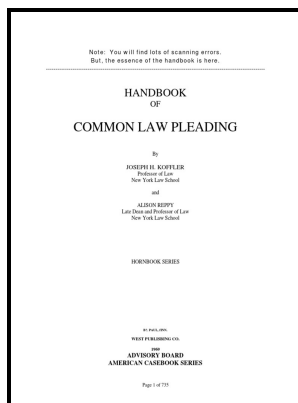 Note: You will find lots of scanning errors.
But, the essence of the handbook is here.
HANDBOOK
OF
COMMON LAW PLEADING
By
JOSEPH H. KOFFLER
Professor of Law
New York Law School
and
ALISON REPPY
Late Dean and Professor of Law
New York Law School
HORNBOOK SERIES
ST. PAUL, MINN.
WEST PUBLISHING CO.
1969
ADVISORY BOARD
AMERICAN CASEBOOK SERIES
Page 1 of 735